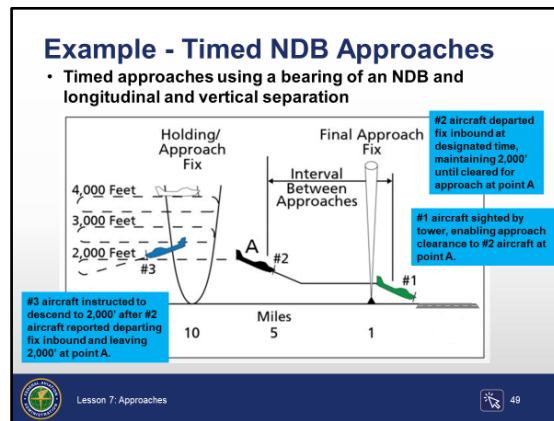 Example - Timed NDB Approaches
• Timed approaches using a bearing of an NDB and
longitudinal and vertical separation
#2 aircraft departed
fix inbound at
designated time,
maintaining 2,000'
until cleared for
approach at point A
Holding/
Approach
Fix
Final Approach
Fix
Interval
Between
Approaches
4,000 Feet
3,000 Feet
2,000 Feet
#3
A
#2
#1
#1 aircraft sighted by
tower, enabling approach
clearance to #2 aircraft at
point A.
#3 aircraft instructed to
descend to 2,000' after #2
aircraft reported departing
fix inbound and leaving
2,000' at point A.
Miles
10 5 1
FEDERAL AVIATION
ADMINISTRATION
Lesson 7: Approaches
49